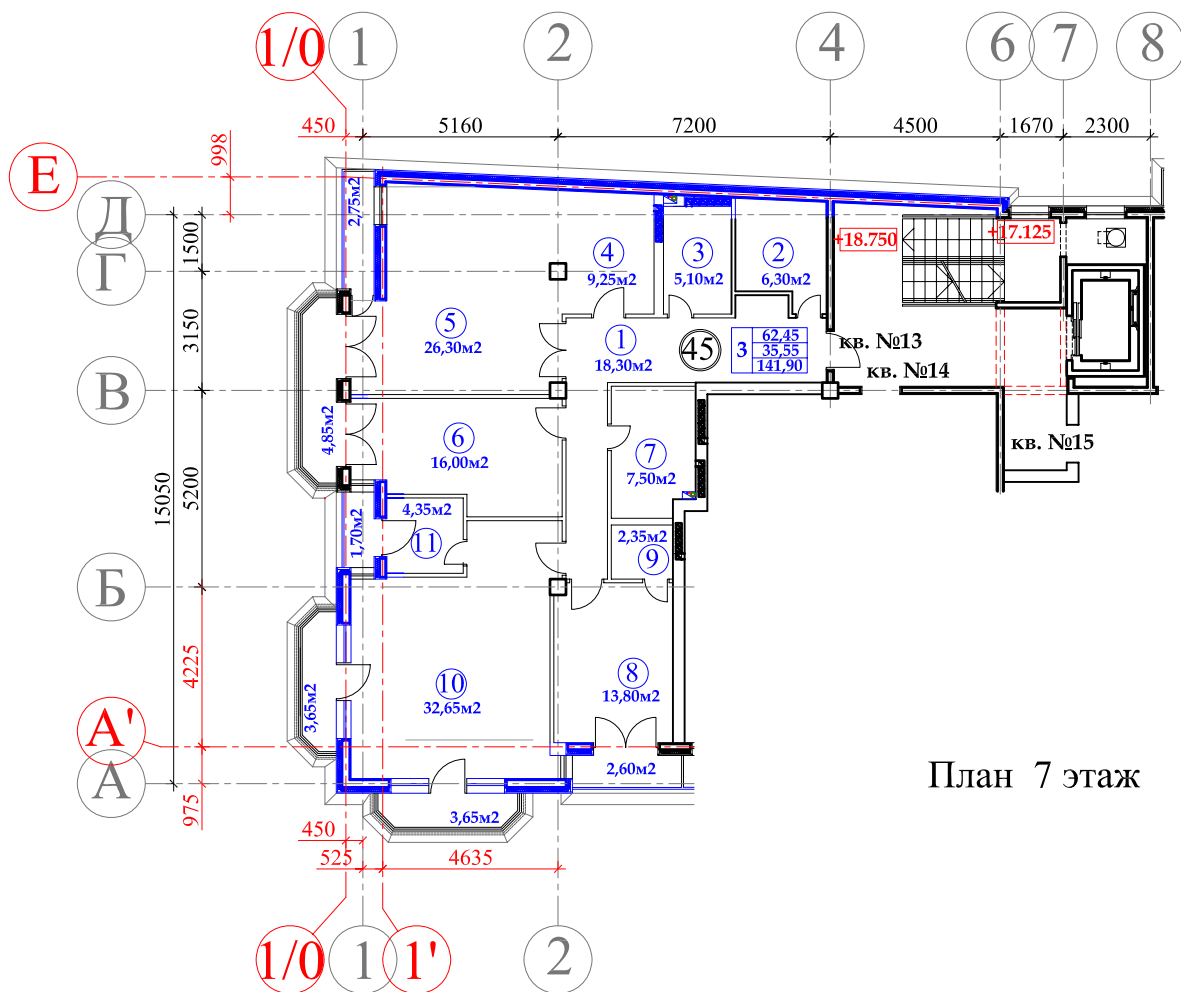 1/0
1
2
4
6
7
8
450
5160
7200
4500
1670
2300
998
Е
Д
Г
В
Б
А'
А
1500
3150
5200
15050
4225
975
2,75м2
4
9,25м2
3
5,10м2
2
6,30м2
+18.750
+17.125
5
26,30м2
1
18,30м2
45
3
62,45
35,55
141,90
кв. №13
кв. №14
кв. №15
4,85м2
6
16,00м2
7
7,50м2
4,35м2
11
1,70м2
2,35м2
9
10
32,65м2
8
13,80м2
3,65м2
2,60м2
3,65м2
План 7 этаж
450
525
4635
1/0
1
1'
2